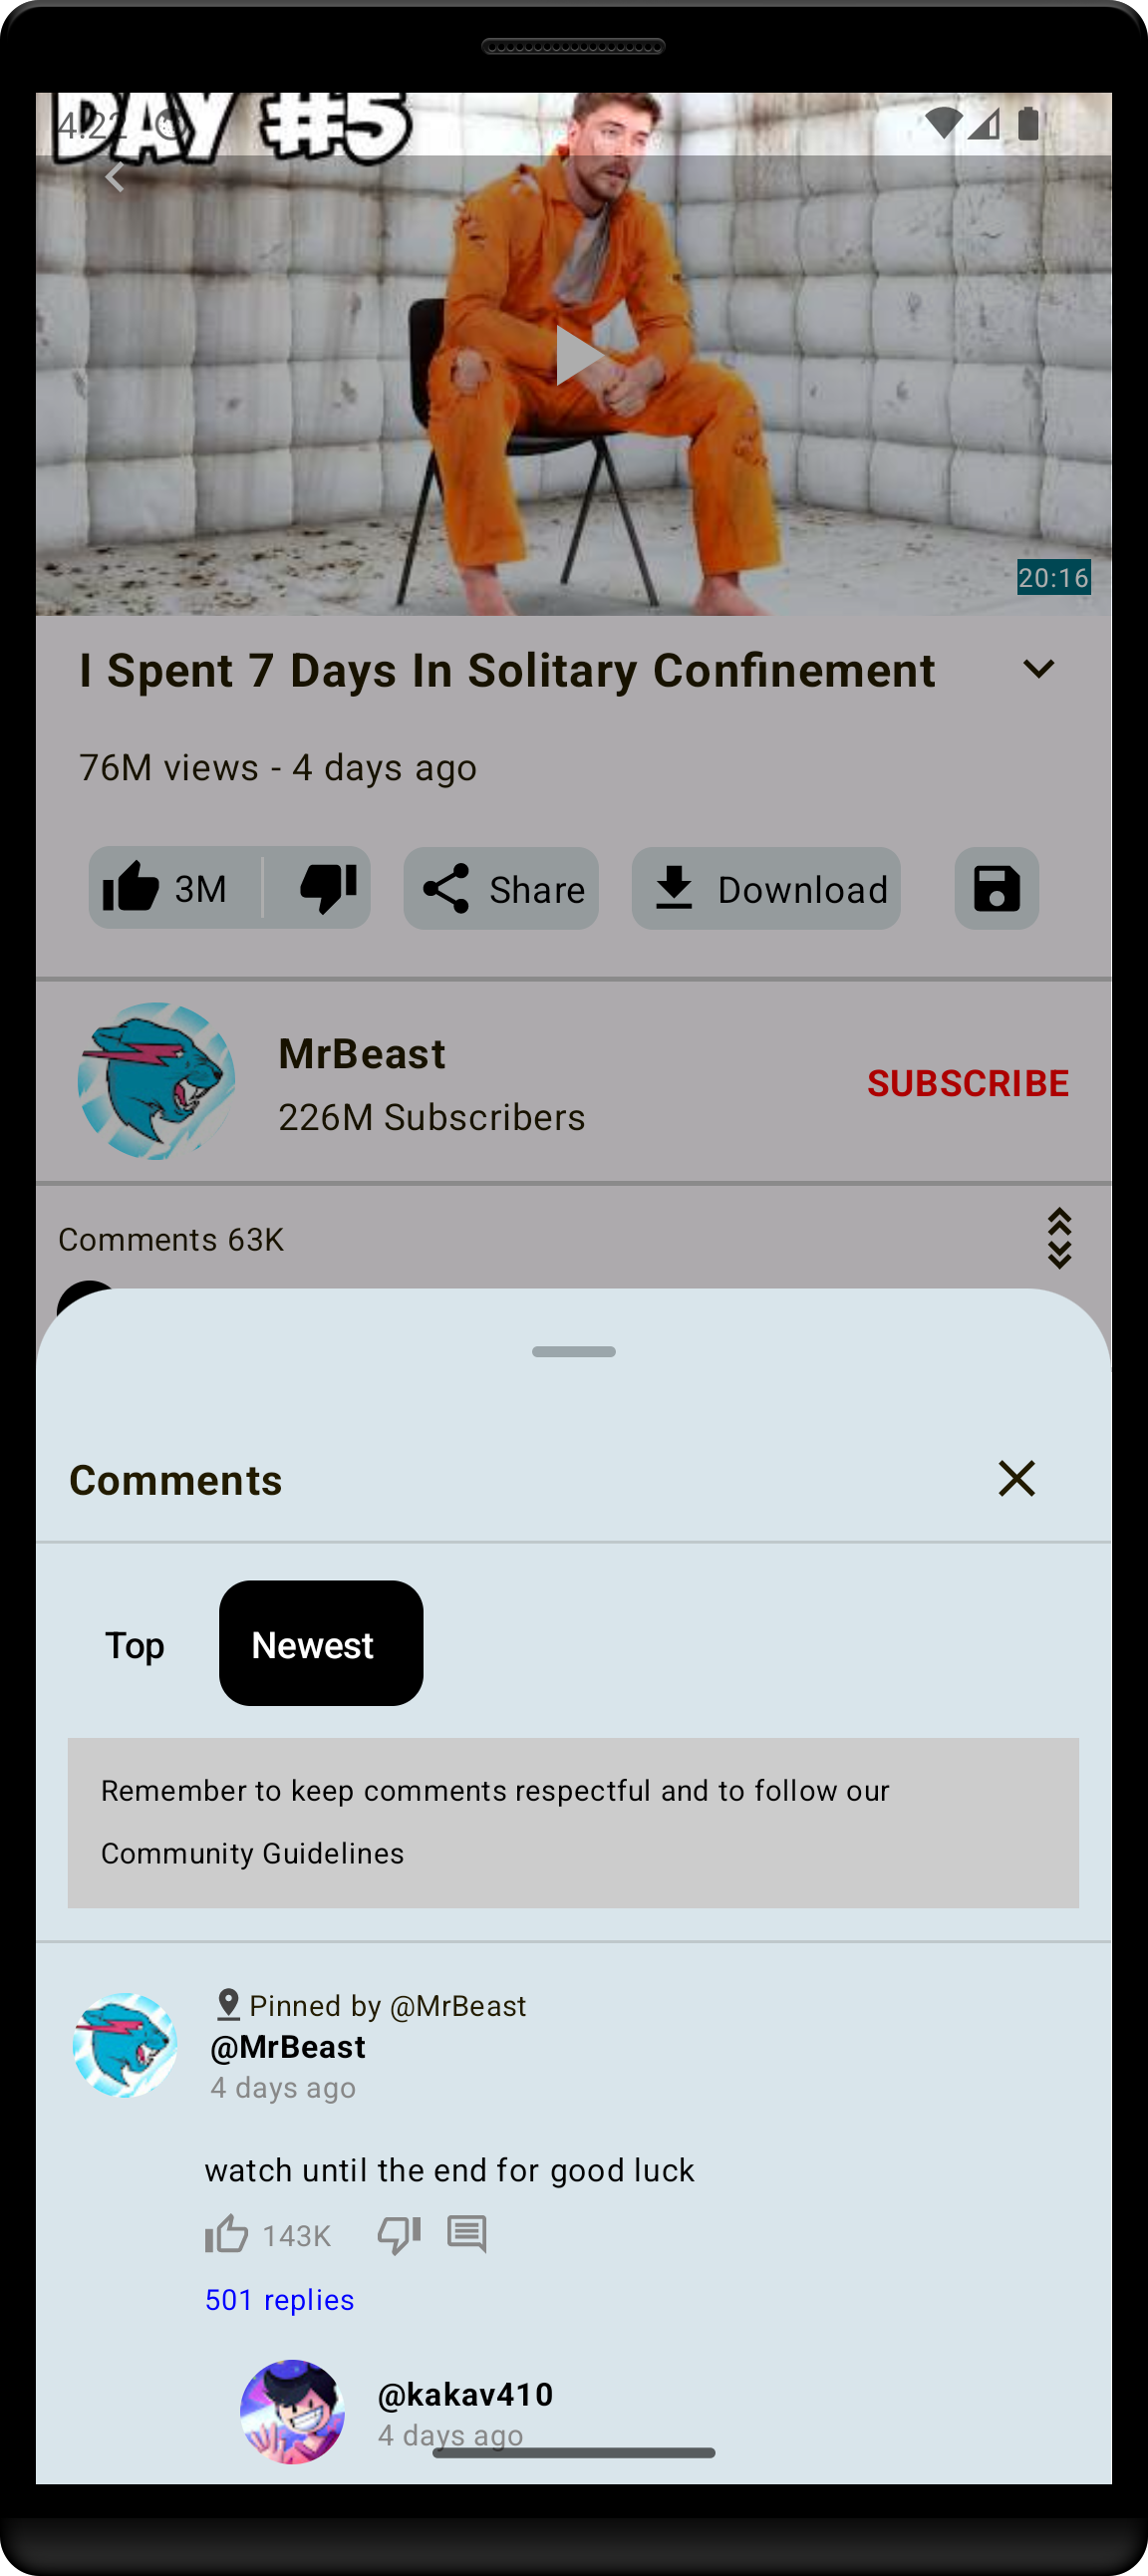 DAY #5
4:22
20:16
I Spent 7 Days In Solitary Confinement
76M views - 4 days ago
3M
Share
Download
MrBeast
226M Subscribers
SUBSCRIBE
Comments 63K
Comments
Top
Newest
Remember to keep comments respectful and to follow our
Community Guidelines
Pinned by @MrBeast
@MrBeast
4 days ago
watch until the end for good luck
143K
501 replies
@kakav410
4 days ago